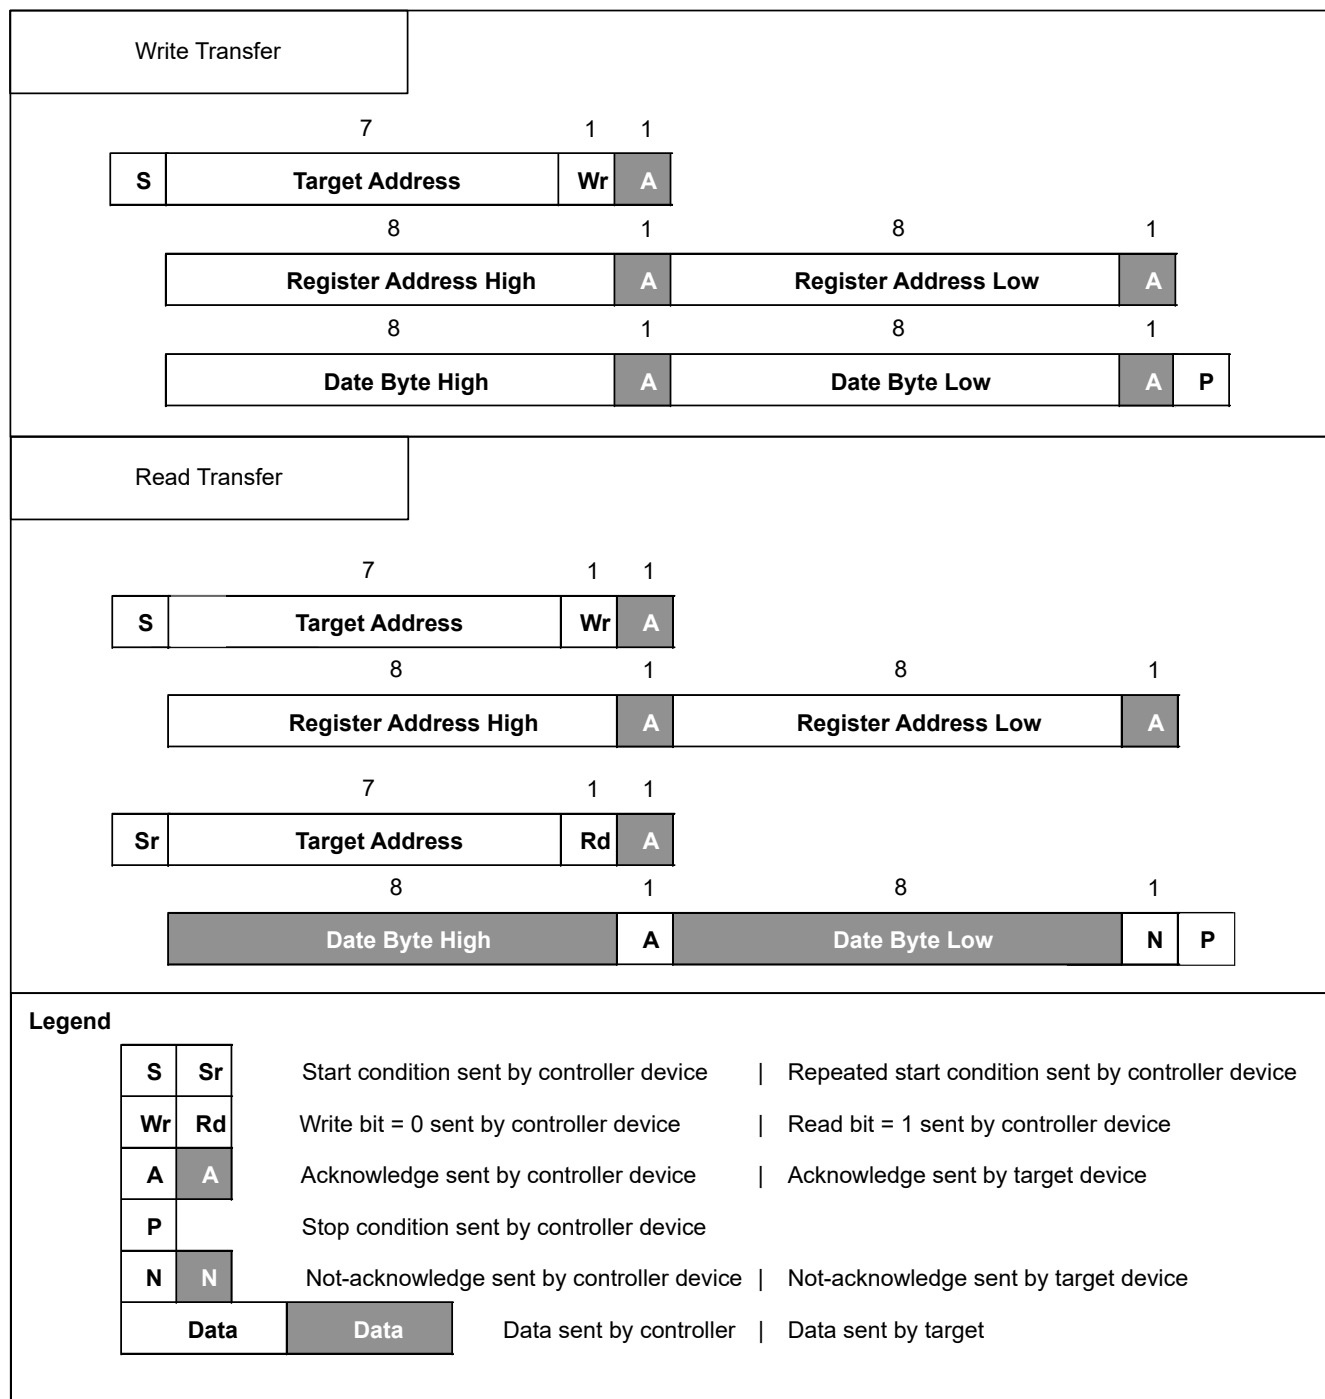 Write Transfer
7 1 1
S Target Address Wr A
8 1 8 1
Register Address High A Register Address Low A
8 1 8 1
Date Byte High A Date Byte Low A P
Read Transfer
7 1 1
S Target Address Wr A
8 1 8 1
Register Address High A Register Address Low A
7 1 1
Sr Target Address Rd A
8 1 8 1
Date Byte High A Date Byte Low N P
Legend
S Sr Start condition sent by controller device | Repeated start condition sent by controller device
Wr Rd Write bit = 0 sent by controller device | Read bit = 1 sent by controller device
A A Acknowledge sent by controller device | Acknowledge sent by target device
P Stop condition sent by controller device
N N Not-acknowledge sent by controller device | Not-acknowledge sent by target device
Data Data Data sent by controller | Data sent by target